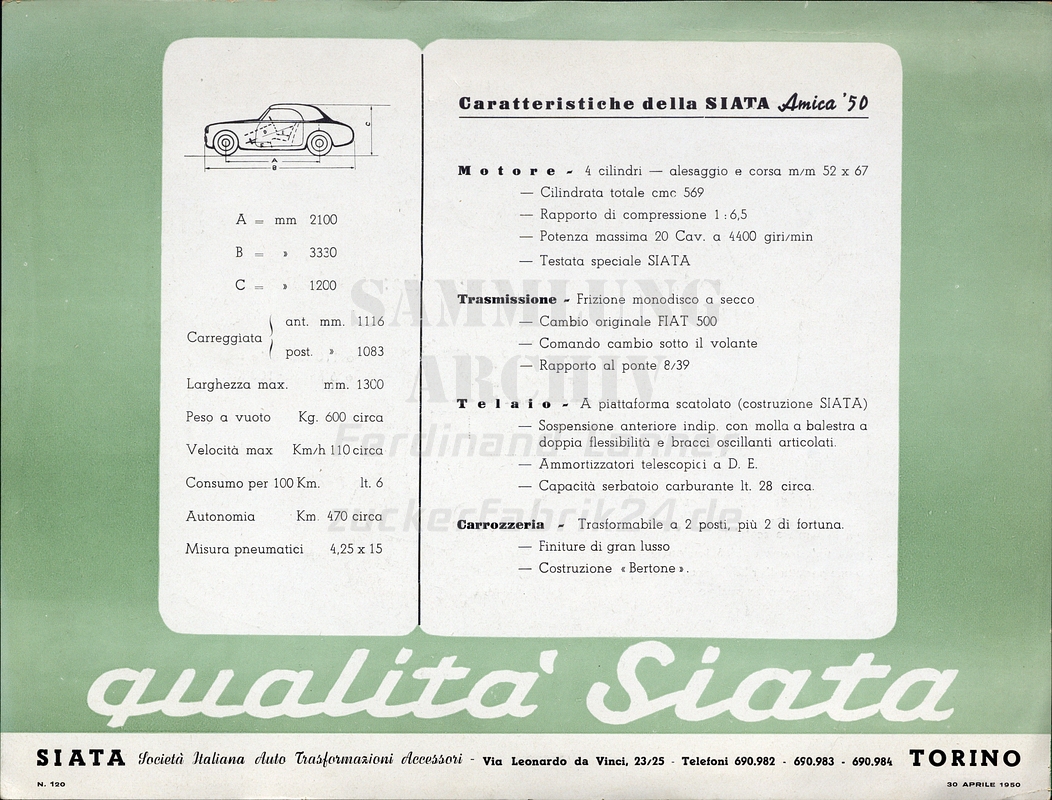 C
A
B
A = mm 2100
B = » 3330
C = » 1200
Carreggiata ant. mm. 1116
post. » 1083
Larghezza max. mm. 1300
Peso a vuoto Kg. 600 circa
Velocità max Km/h 110 circa
Consumo per 100 Km. lt. 6
Autonomia Km. 470 circa
Misura pneumatici 4,25 x 15
Caratteristiche della SIATA Amica '50
Motore - 4 cilindri — alesaggio e corsa m/m 52 x 67
— Cilindrata totale cmc 569
— Rapporto di compressione 1 : 6,5
— Potenza massima 20 Cav. a 4400 giri/min
— Testata speciale SIATA
Trasmissione - Frizione monodisco a secco
— Cambio originale FIAT 500
— Comando cambio sotto il volante
— Rapporto al ponte 8/39
Telaio - A piattaforma scatolato (costruzione SIATA)
— Sospensione anteriore indip. con molla a balestra a
doppia flessibilità e bracci oscillanti articolati.
— Ammortizzatori telescopici a D. E.
— Capacità serbatoio carburante lt. 28 circa.
Carrozzeria - Trasformabile a 2 posti, più 2 di fortuna.
— Finiture di gran lusso
— Costruzione « Bertone ».
SAMMLUNG
ARCHIV
Ferdinand Lanner
zuckerfabrik24.de
qualità Siata
SIATA Società Italiana Auto Trasformazioni Accessori - Via Leonardo da Vinci, 23/25 - Telefoni 690.982 - 690.983 - 690.984 TORINO
N. 120
30 APRILE 1950